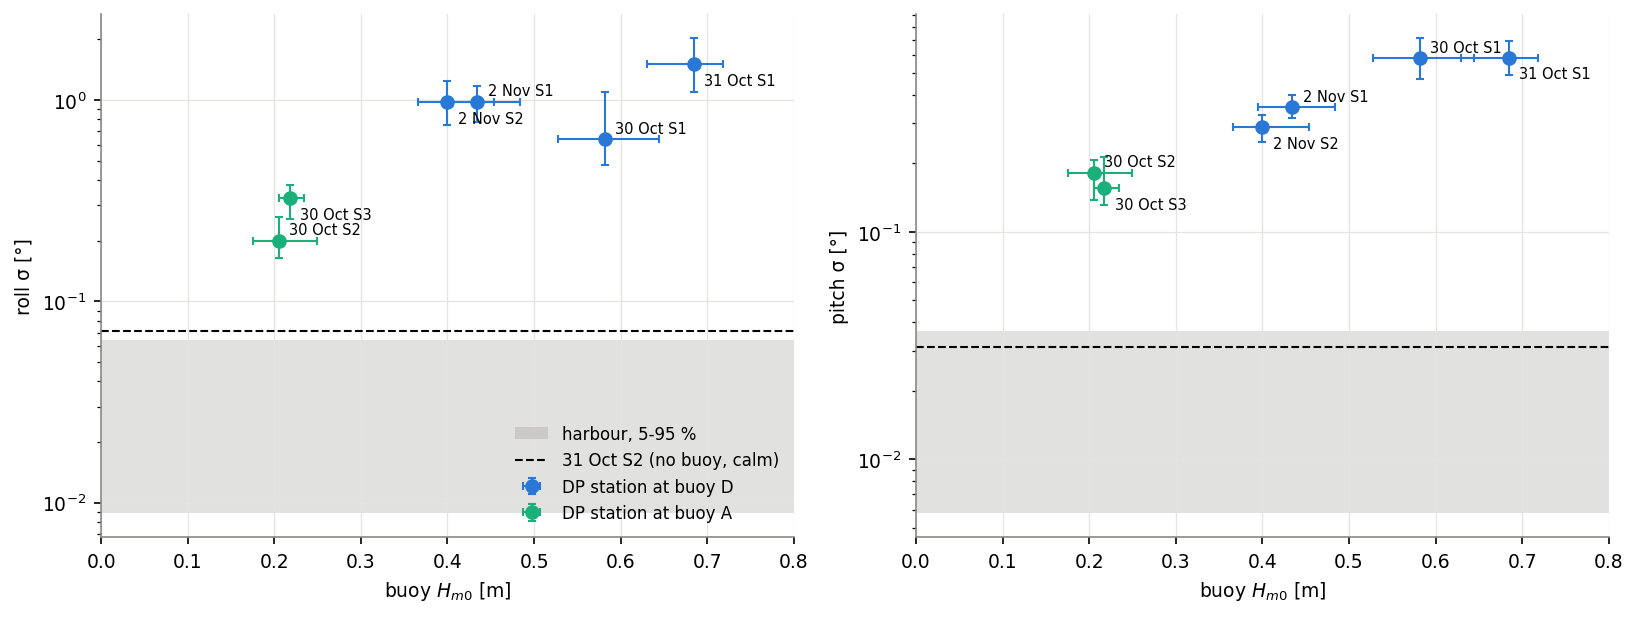 roll σ [°]
10⁰
10⁻¹
10⁻²
2 Nov S1
2 Nov S2
30 Oct S1
31 Oct S1
30 Oct S3
30 Oct S2
harbour, 5-95 %
31 Oct S2 (no buoy, calm)
DP station at buoy D
DP station at buoy A
0.0 0.1 0.2 0.3 0.4 0.5 0.6 0.7 0.8
buoy Hm0 [m]
pitch σ [°]
10⁻¹
10⁻²
30 Oct S1
31 Oct S1
2 Nov S1
2 Nov S2
30 Oct S2
30 Oct S3
0.0 0.1 0.2 0.3 0.4 0.5 0.6 0.7 0.8
buoy Hm0 [m]